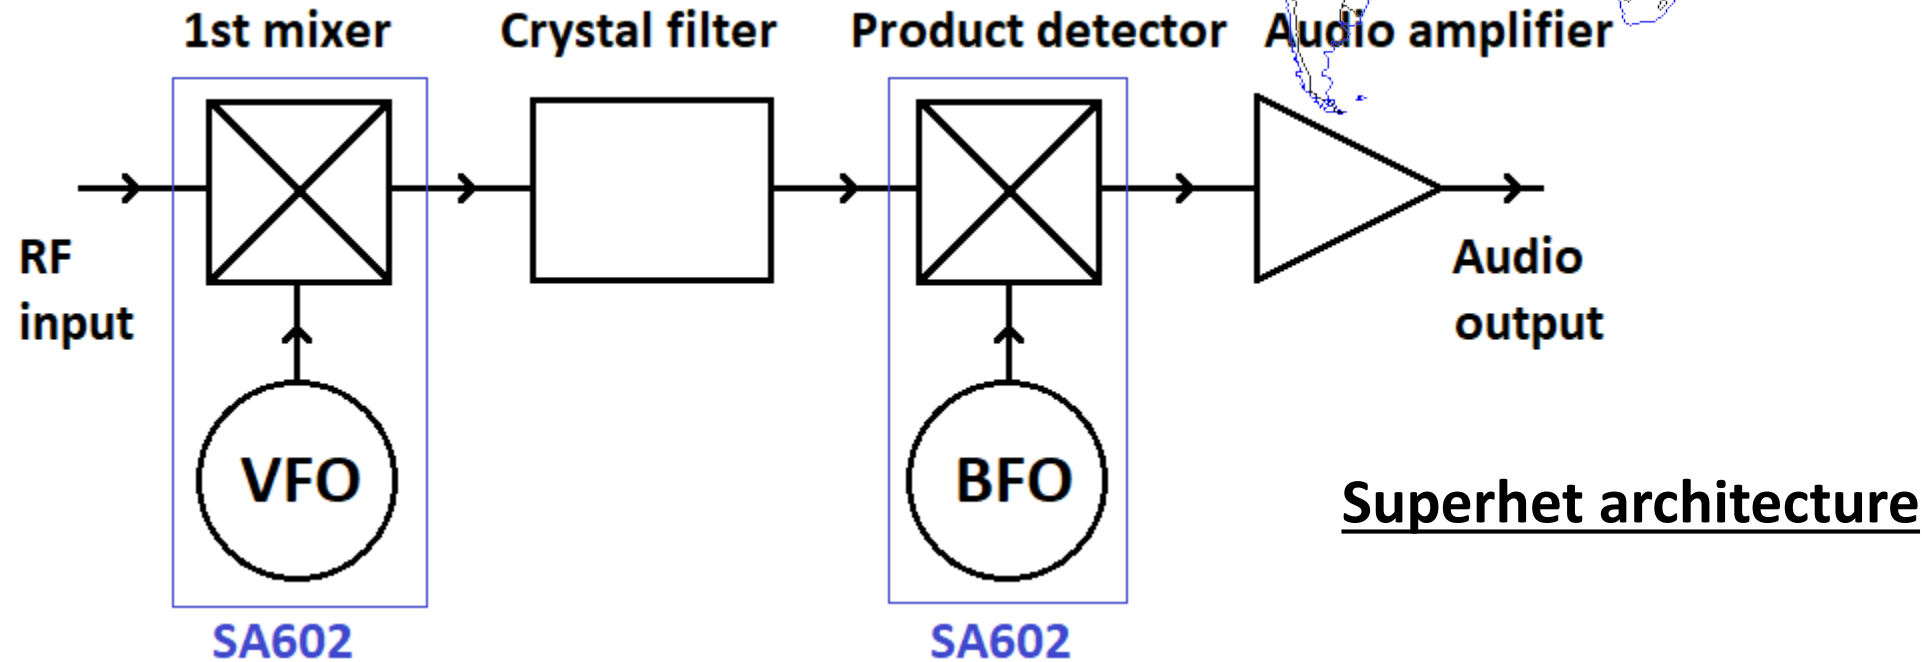 1st mixer
Crystal filter
Product detector
Audio amplifier
RF
input
Audio
output
VFO
BFO
Superhet architecture
SA602
SA602